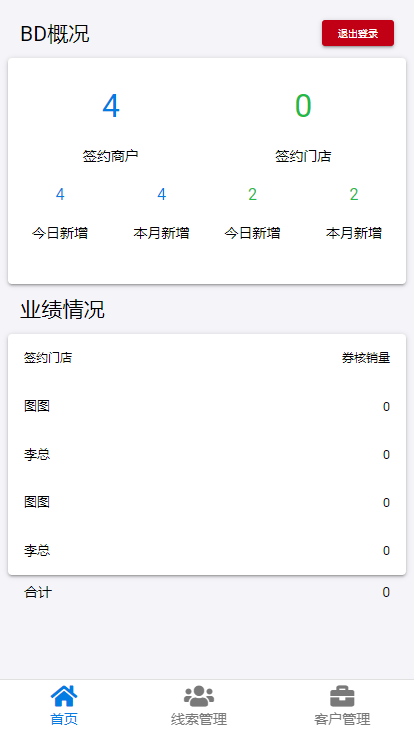 BD概况 退出登录
4 0
签约商户 签约门店
4 4 2 2
今日新增 本月新增 今日新增 本月新增
业绩情况
签约门店 券核销量
图图 0
李总 0
图图 0
李总 0
合计 0
首页 线索管理 客户管理